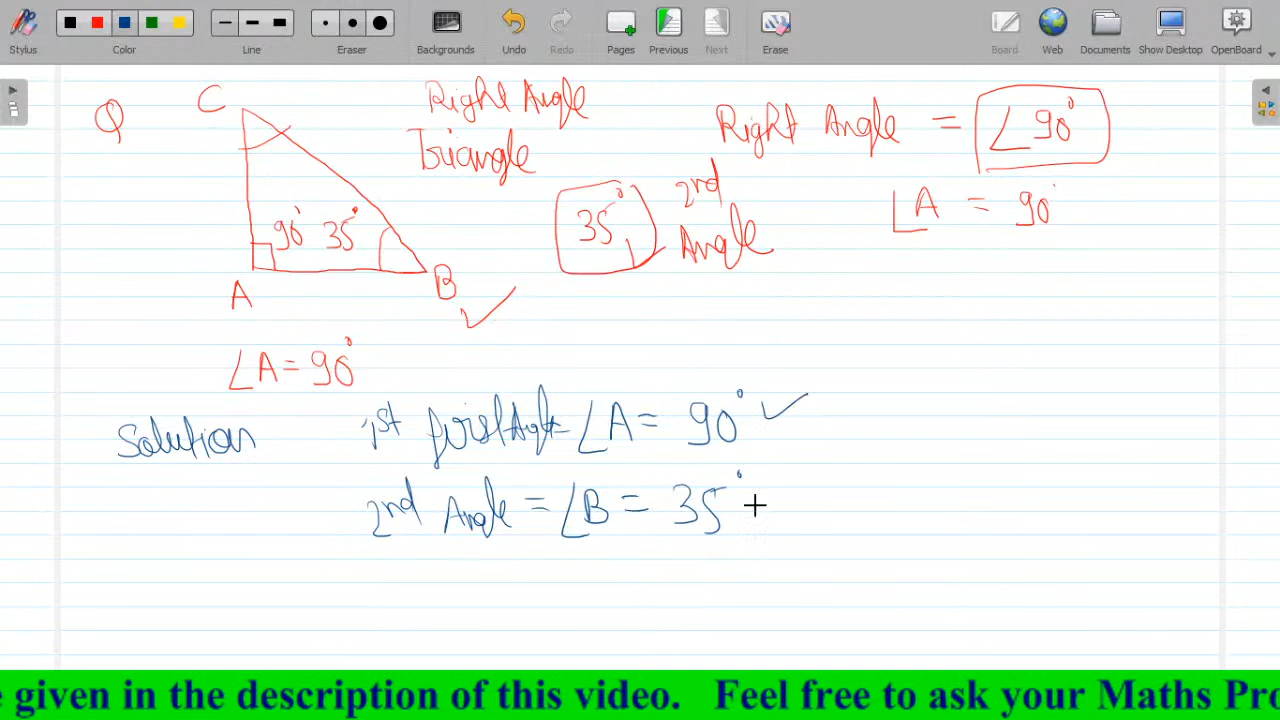 Stylus
Color
Line
Eraser
Backgrounds
Undo
Redo
Pages
Previous
Next
Erase
Board
Web
Documents
Show Desktop
OpenBoard
Q
C
Right Angle
Triangle
Right Angle = ∠90°
35°
2nd
Angle
∠A = 90°
90° 35°
A
B
∠A = 90°
Solution
1st first Angle = ∠A = 90° ✓
2nd Angle = ∠B = 35°
e given in the description of this video. Feel free to ask your Maths Pro